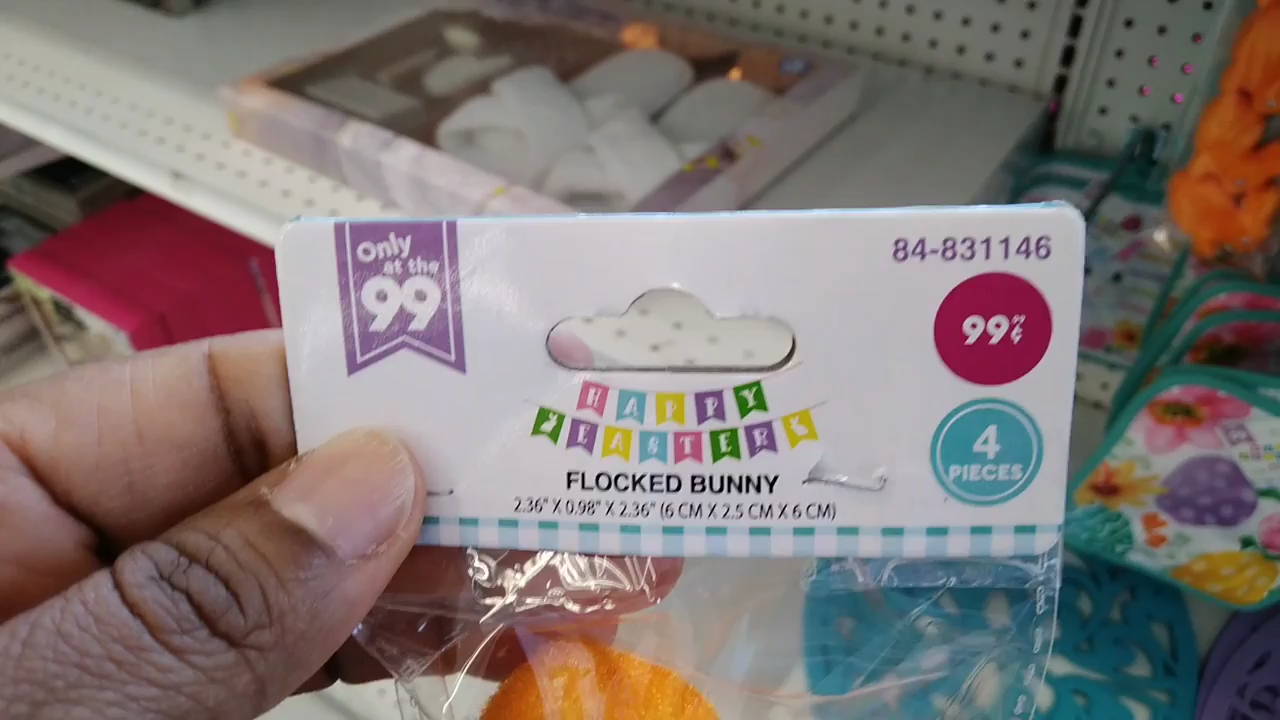 Only
at the
99
84-831146
99.99¢
HAPPY
EASTER
4
PIECES
FLOCKED BUNNY
2.36" X 0.98" X 2.36" (6 CM X 2.5 CM X 6 CM)